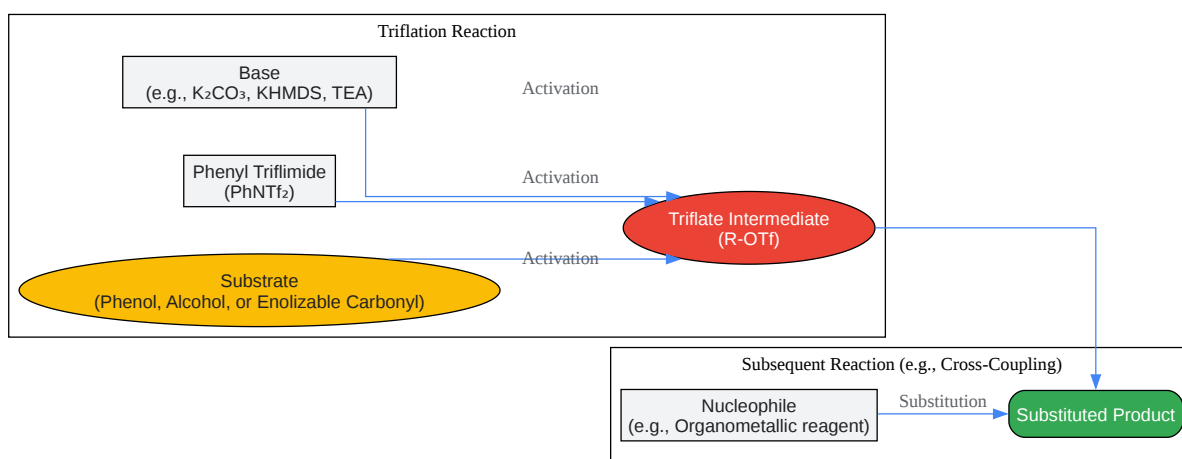 Triflation Reaction
Base
(e.g., K₂CO₃, KHMDS, TEA)
Activation
Phenyl Triflimide
(PhNTf₂)
Activation
Triflate Intermediate
(R-OTf)
Activation
Substrate
(Phenol, Alcohol, or Enolizable Carbonyl)
Subsequent Reaction (e.g., Cross-Coupling)
Nucleophile
(e.g., Organometallic reagent)
Substitution
Substituted Product